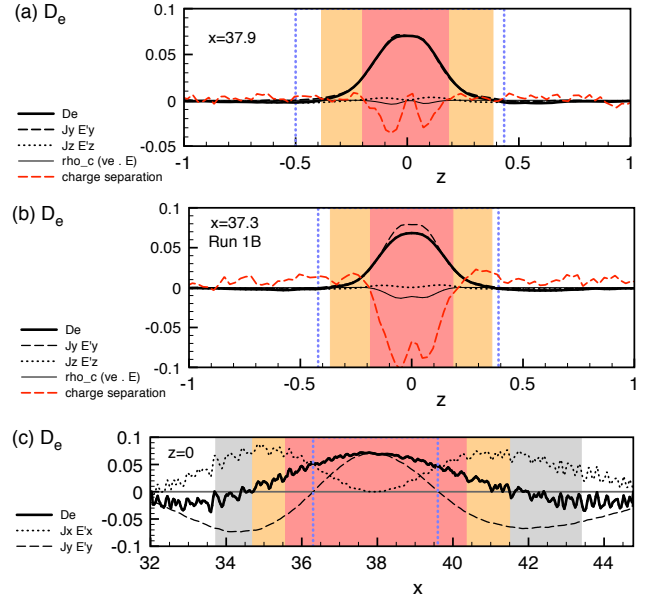 (a) D_e
0.1
x=37.9
0.05
0
-0.05
-1 -0.5 0 0.5 1
z
De
Jy E'y
Jz E'z
rho_c (ve . E)
charge separation
(b) D_e
0.1
x=37.3
Run 1B
0.05
0
-0.05
-0.1
-1 -0.5 0 0.5 1
z
De
Jy E'y
Jz E'z
rho_c (ve . E)
charge separation
(c) D_e
0.1
z=0
0.05
0
-0.05
-0.1
32 34 36 38 40 42 44
x
De
Jx E'x
Jy E'y